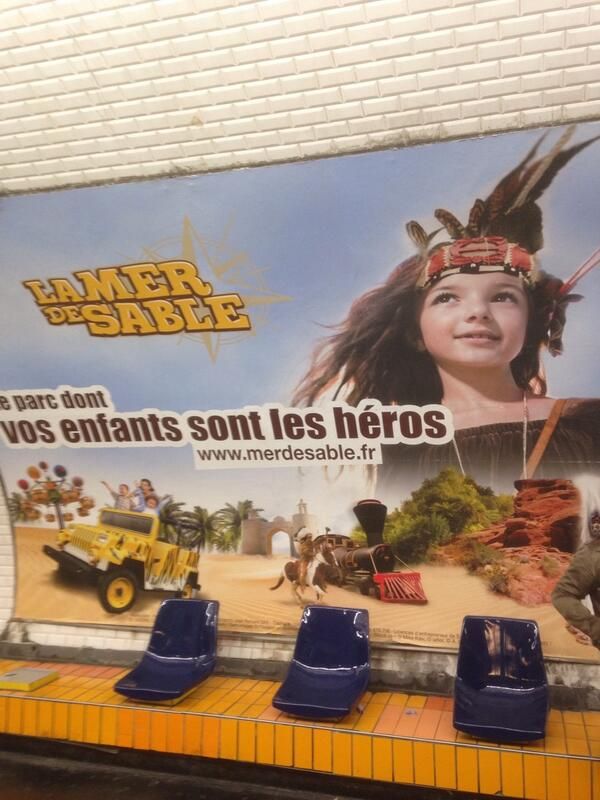 LA MER
DE SABLE
e parc dont
vos enfants sont les héros
www.merdesable.fr